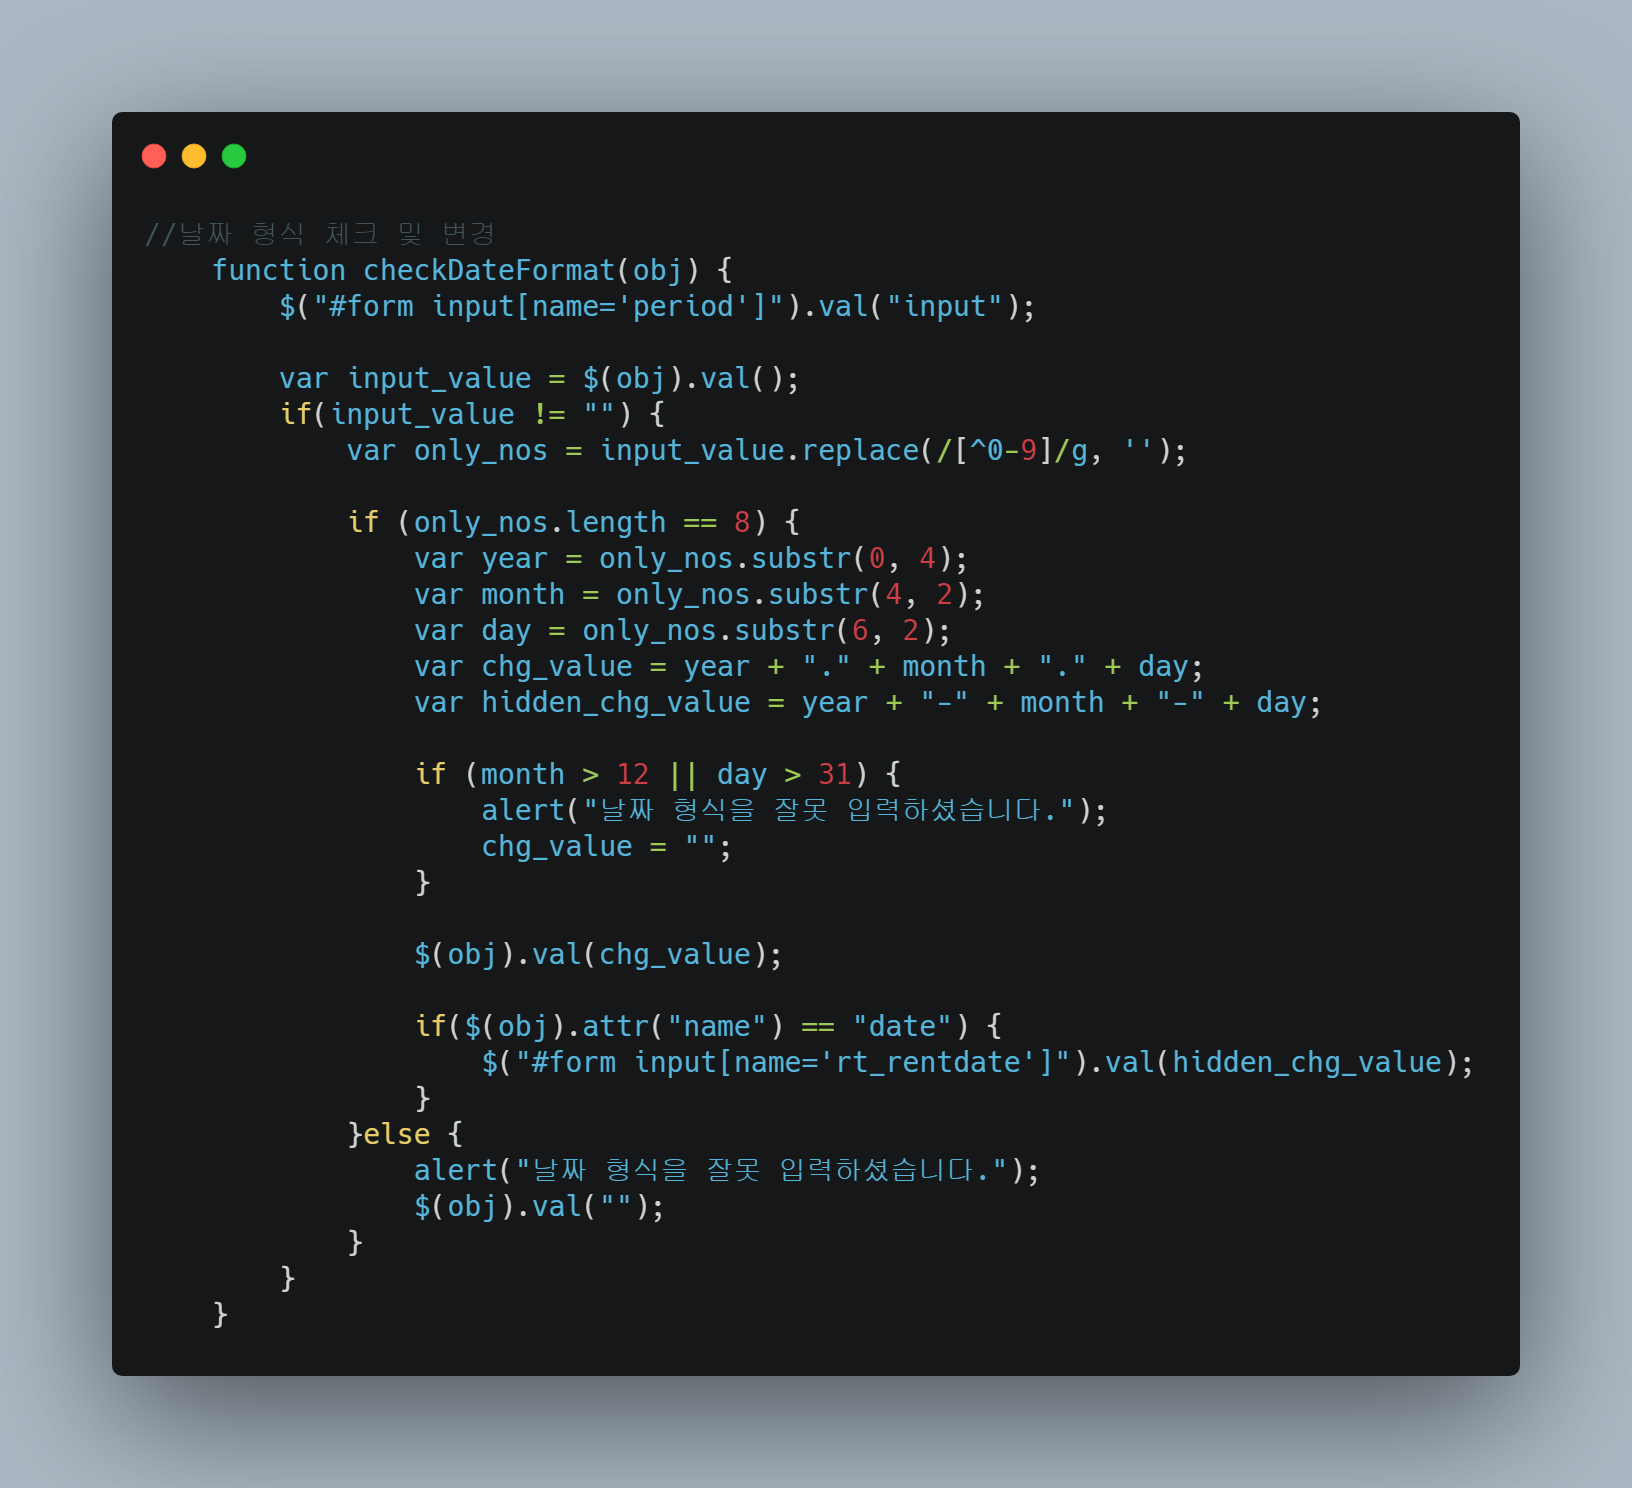 //날짜 형식 체크 및 변경
    function checkDateFormat(obj) {
        $("#form input[name='period']").val("input");

        var input_value = $(obj).val();
        if(input_value != "") {
            var only_nos = input_value.replace(/[^0-9]/g, '');

            if (only_nos.length == 8) {
                var year = only_nos.substr(0, 4);
                var month = only_nos.substr(4, 2);
                var day = only_nos.substr(6, 2);
                var chg_value = year + "." + month + "." + day;
                var hidden_chg_value = year + "-" + month + "-" + day;

                if (month > 12 || day > 31) {
                    alert("날짜 형식을 잘못 입력하셨습니다.");
                    chg_value = "";
                }

                $(obj).val(chg_value);

                if($(obj).attr("name") == "date") {
                    $("#form input[name='rt_rentdate']").val(hidden_chg_value);
                }
            }else {
                alert("날짜 형식을 잘못 입력하셨습니다.");
                $(obj).val("");
            }
        }
    }